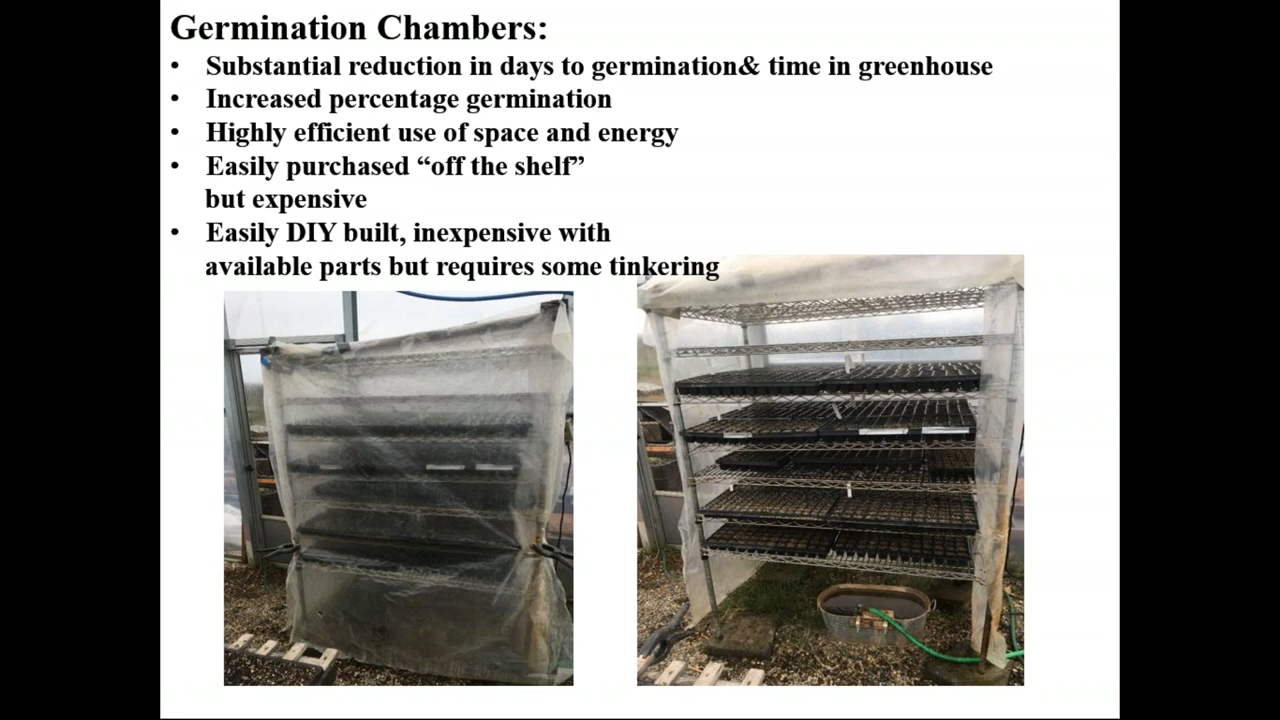 Germination Chambers:
• Substantial reduction in days to germination& time in greenhouse
• Increased percentage germination
• Highly efficient use of space and energy
• Easily purchased “off the shelf”
but expensive
• Easily DIY built, inexpensive with
available parts but requires some tinkering